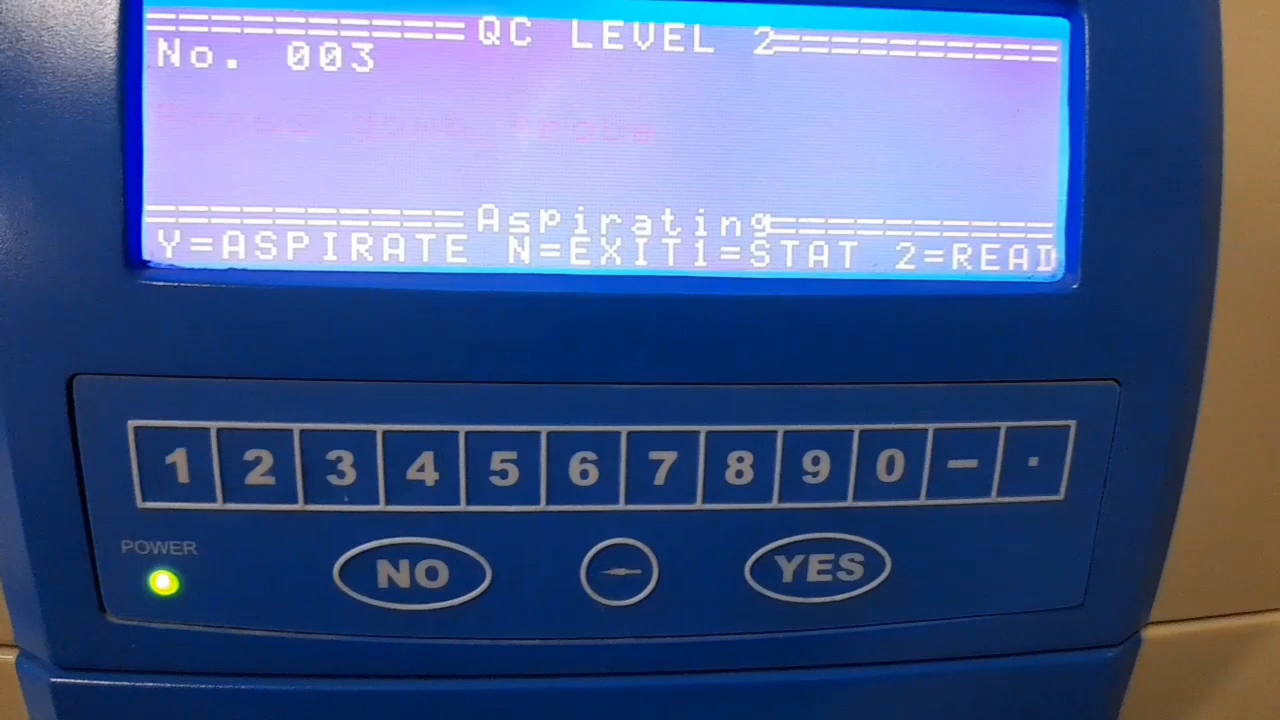 ==========QC LEVEL 2=========
No. 003
==========Aspirating=========
Y=ASPIRATE N=EXIT1=STAT 2=READ
1 2 3 4 5 6 7 8 9 0 − ·
POWER
NO ← YES